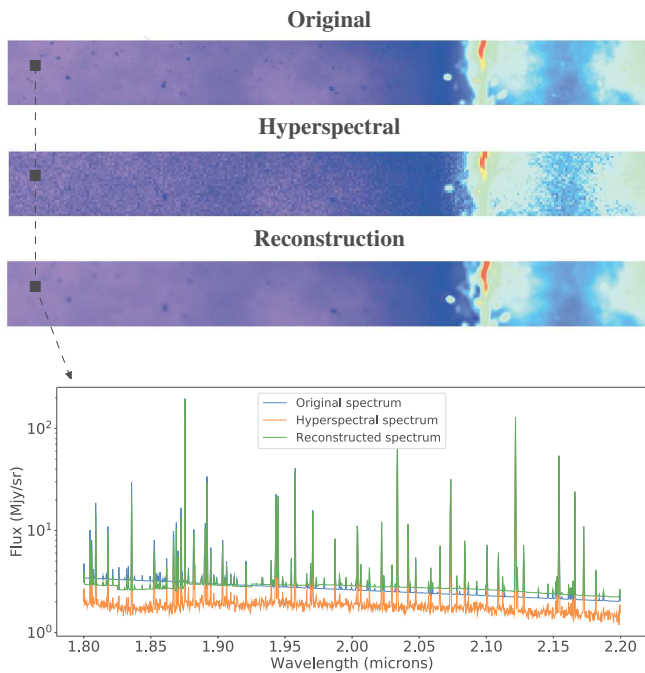 Original
Hyperspectral
Reconstruction
Original spectrum
Hyperspectral spectrum
Reconstructed spectrum
Flux (Mjy/sr)
10²
10¹
10⁰
1.80 1.85 1.90 1.95 2.00 2.05 2.10 2.15 2.20
Wavelength (microns)